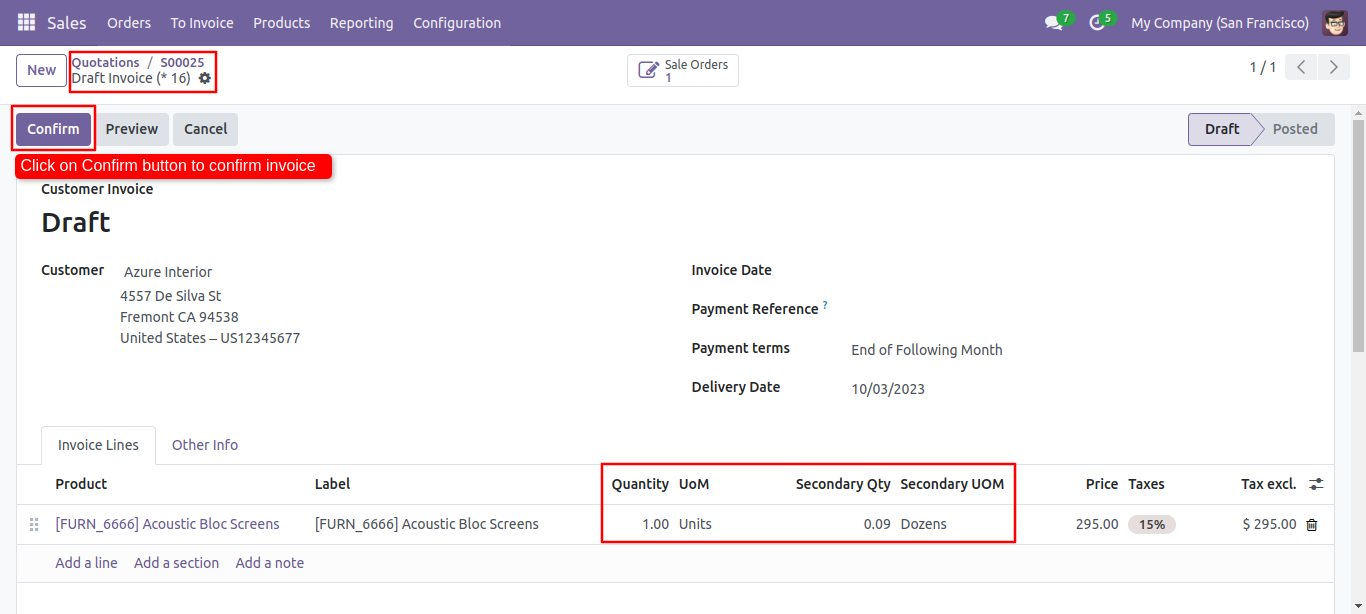 Sales Orders To Invoice Products Reporting Configuration 7 5 My Company (San Francisco)
New Quotations / S00025 Sale Orders 1 / 1
Draft Invoice (* 16) 1
Confirm Preview Cancel Draft Posted
Click on Confirm button to confirm invoice
Customer Invoice
Draft
Customer Azure Interior Invoice Date
4557 De Silva St
Fremont CA 94538 Payment Reference ?
United States – US12345677
Payment terms End of Following Month
Delivery Date 10/03/2023
Invoice Lines Other Info
Product Label Quantity UoM Secondary Qty Secondary UOM Price Taxes Tax excl.
[FURN_6666] Acoustic Bloc Screens [FURN_6666] Acoustic Bloc Screens 1.00 Units 0.09 Dozens 295.00 15% $ 295.00
Add a line Add a section Add a note